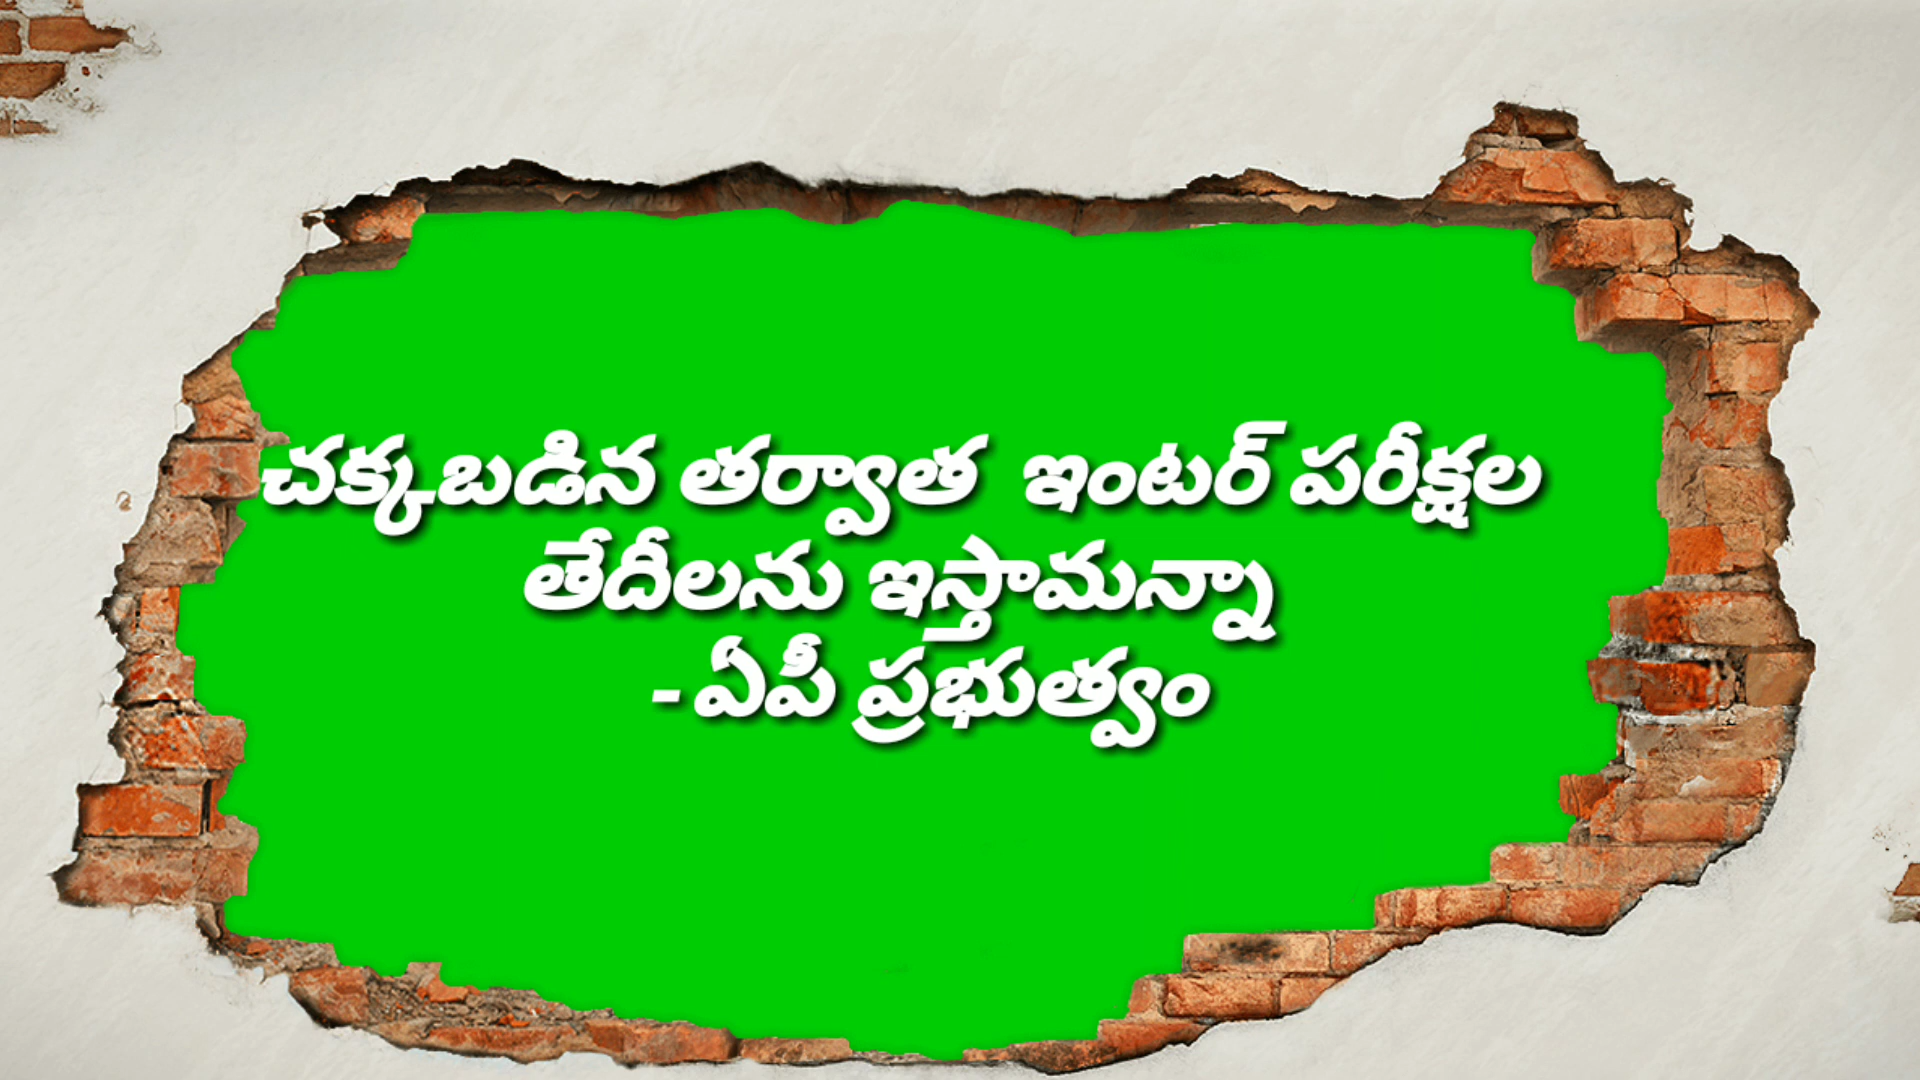 చక్కబడిన తర్వాత ఇంటర్ పరీక్షల
తేదీలను ఇస్తామన్నా
-ఏపీ ప్రభుత్వం